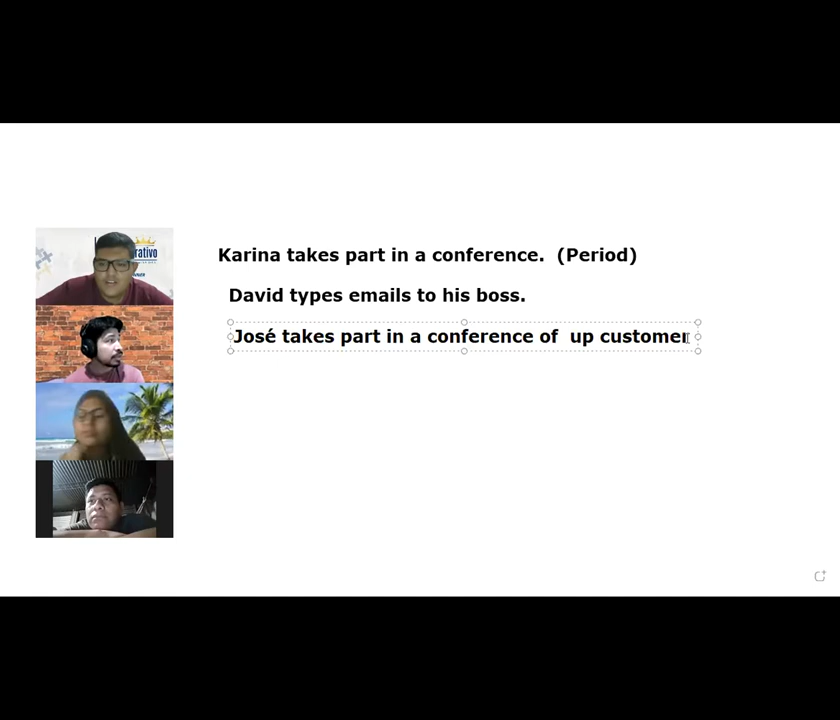 rativo
Karina takes part in a conference. (Period)
David types emails to his boss.
José takes part in a conference of up customer